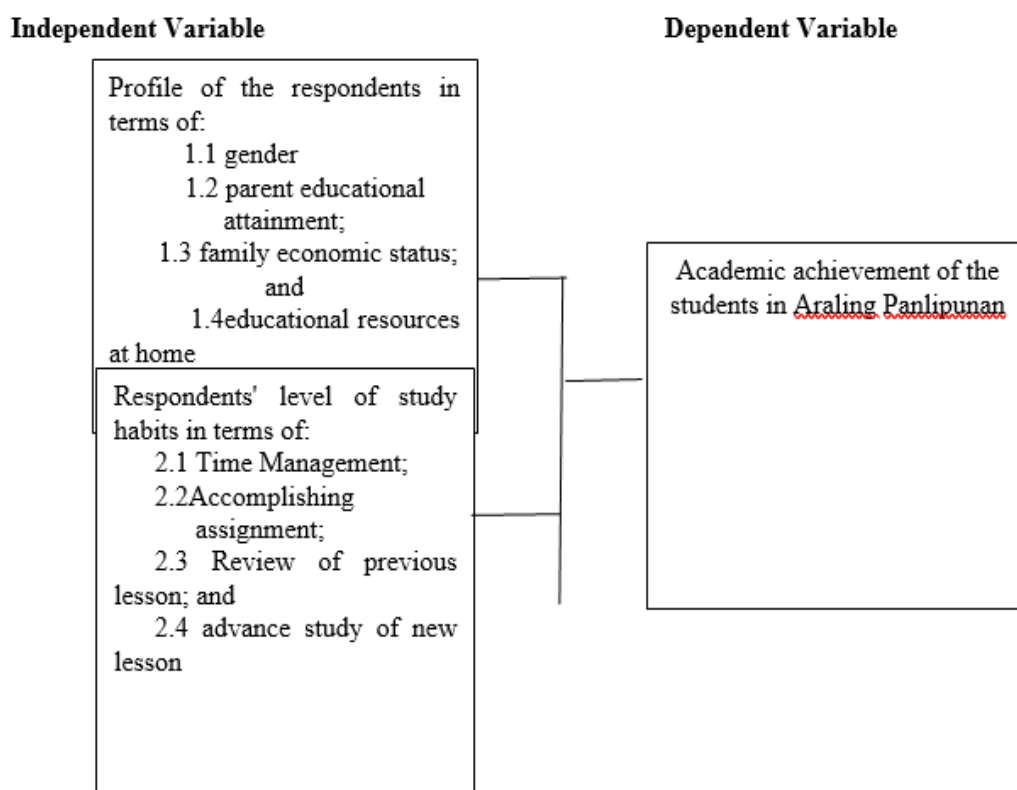 Independent Variable
Dependent Variable
Profile of the respondents in
terms of:
1.1 gender
1.2 parent educational
attainment;
1.3 family economic status;
and
1.4educational resources
at home
Respondents' level of study
habits in terms of:
2.1 Time Management;
2.2Accomplishing
assignment;
2.3 Review of previous
lesson; and
2.4 advance study of new
lesson
Academic achievement of the
students in Araling Panlipunan